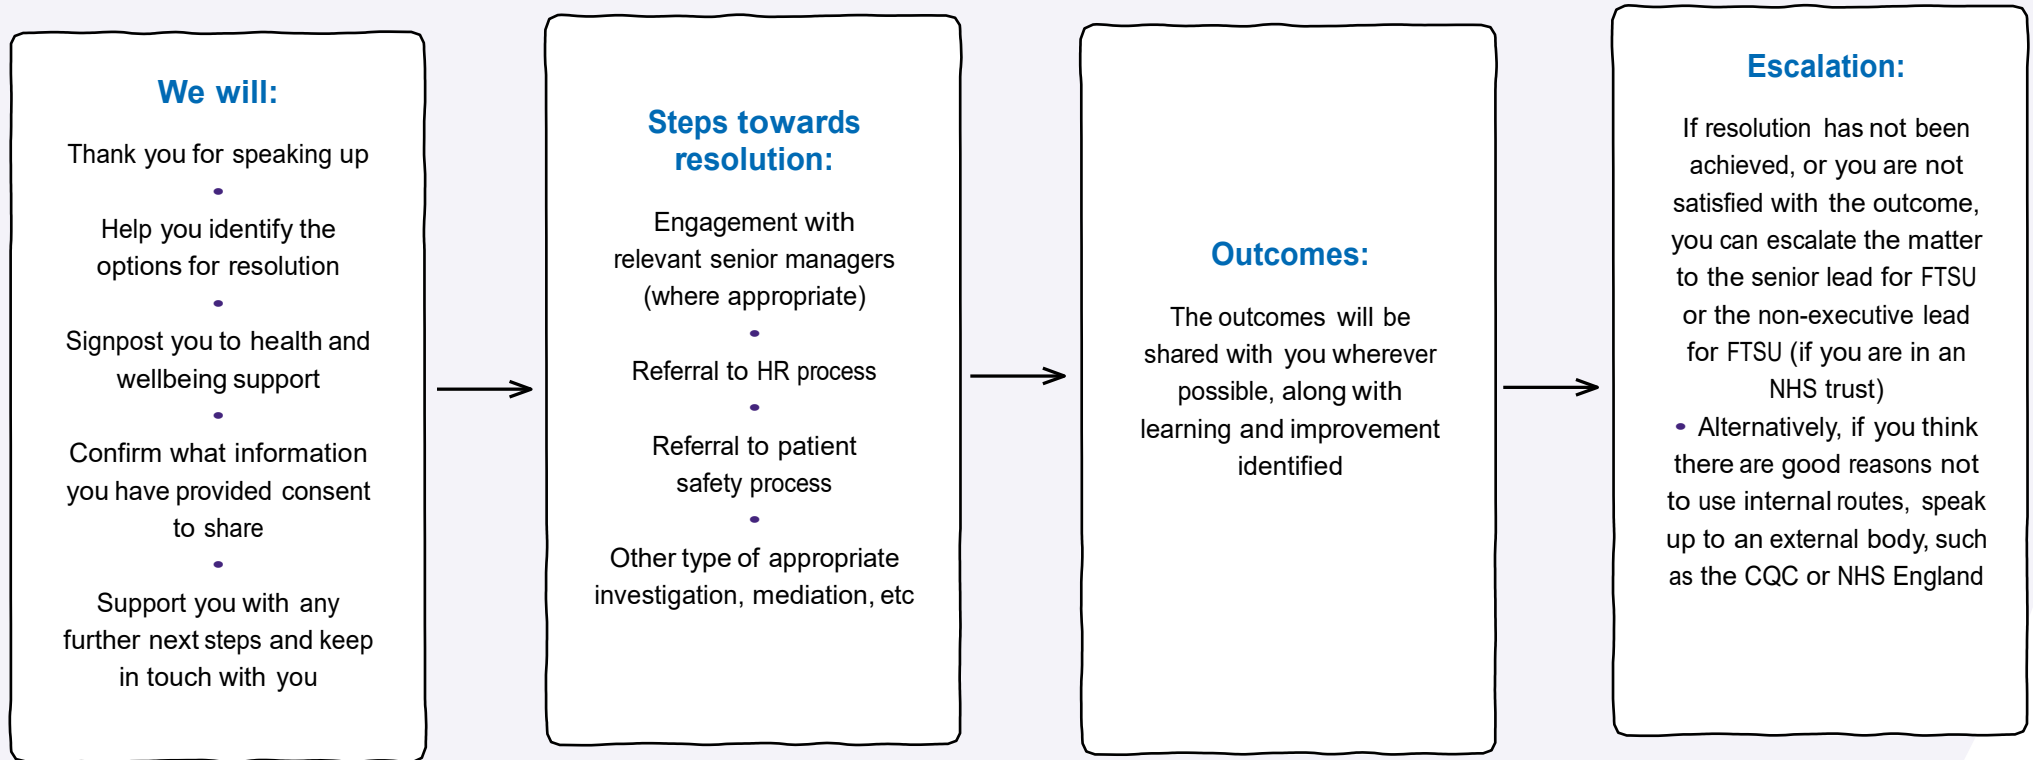 We will:
Thank you for speaking up
•
Help you identify the
options for resolution
•
Signpost you to health and
wellbeing support
•
Confirm what information
you have provided consent
to share
•
Support you with any
further next steps and keep
in touch with you
Steps towards
resolution:
Engagement with
relevant senior managers
(where appropriate)
•
Referral to HR process
•
Referral to patient
safety process
•
Other type of appropriate
investigation, mediation, etc
Outcomes:
The outcomes will be
shared with you wherever
possible, along with
learning and improvement
identified
Escalation:
If resolution has not been
achieved, or you are not
satisfied with the outcome,
you can escalate the matter
to the senior lead for FTSU
or the non-executive lead
for FTSU (if you are in an
NHS trust)
• Alternatively, if you think
there are good reasons not
to use internal routes, speak
up to an external body, such
as the CQC or NHS England